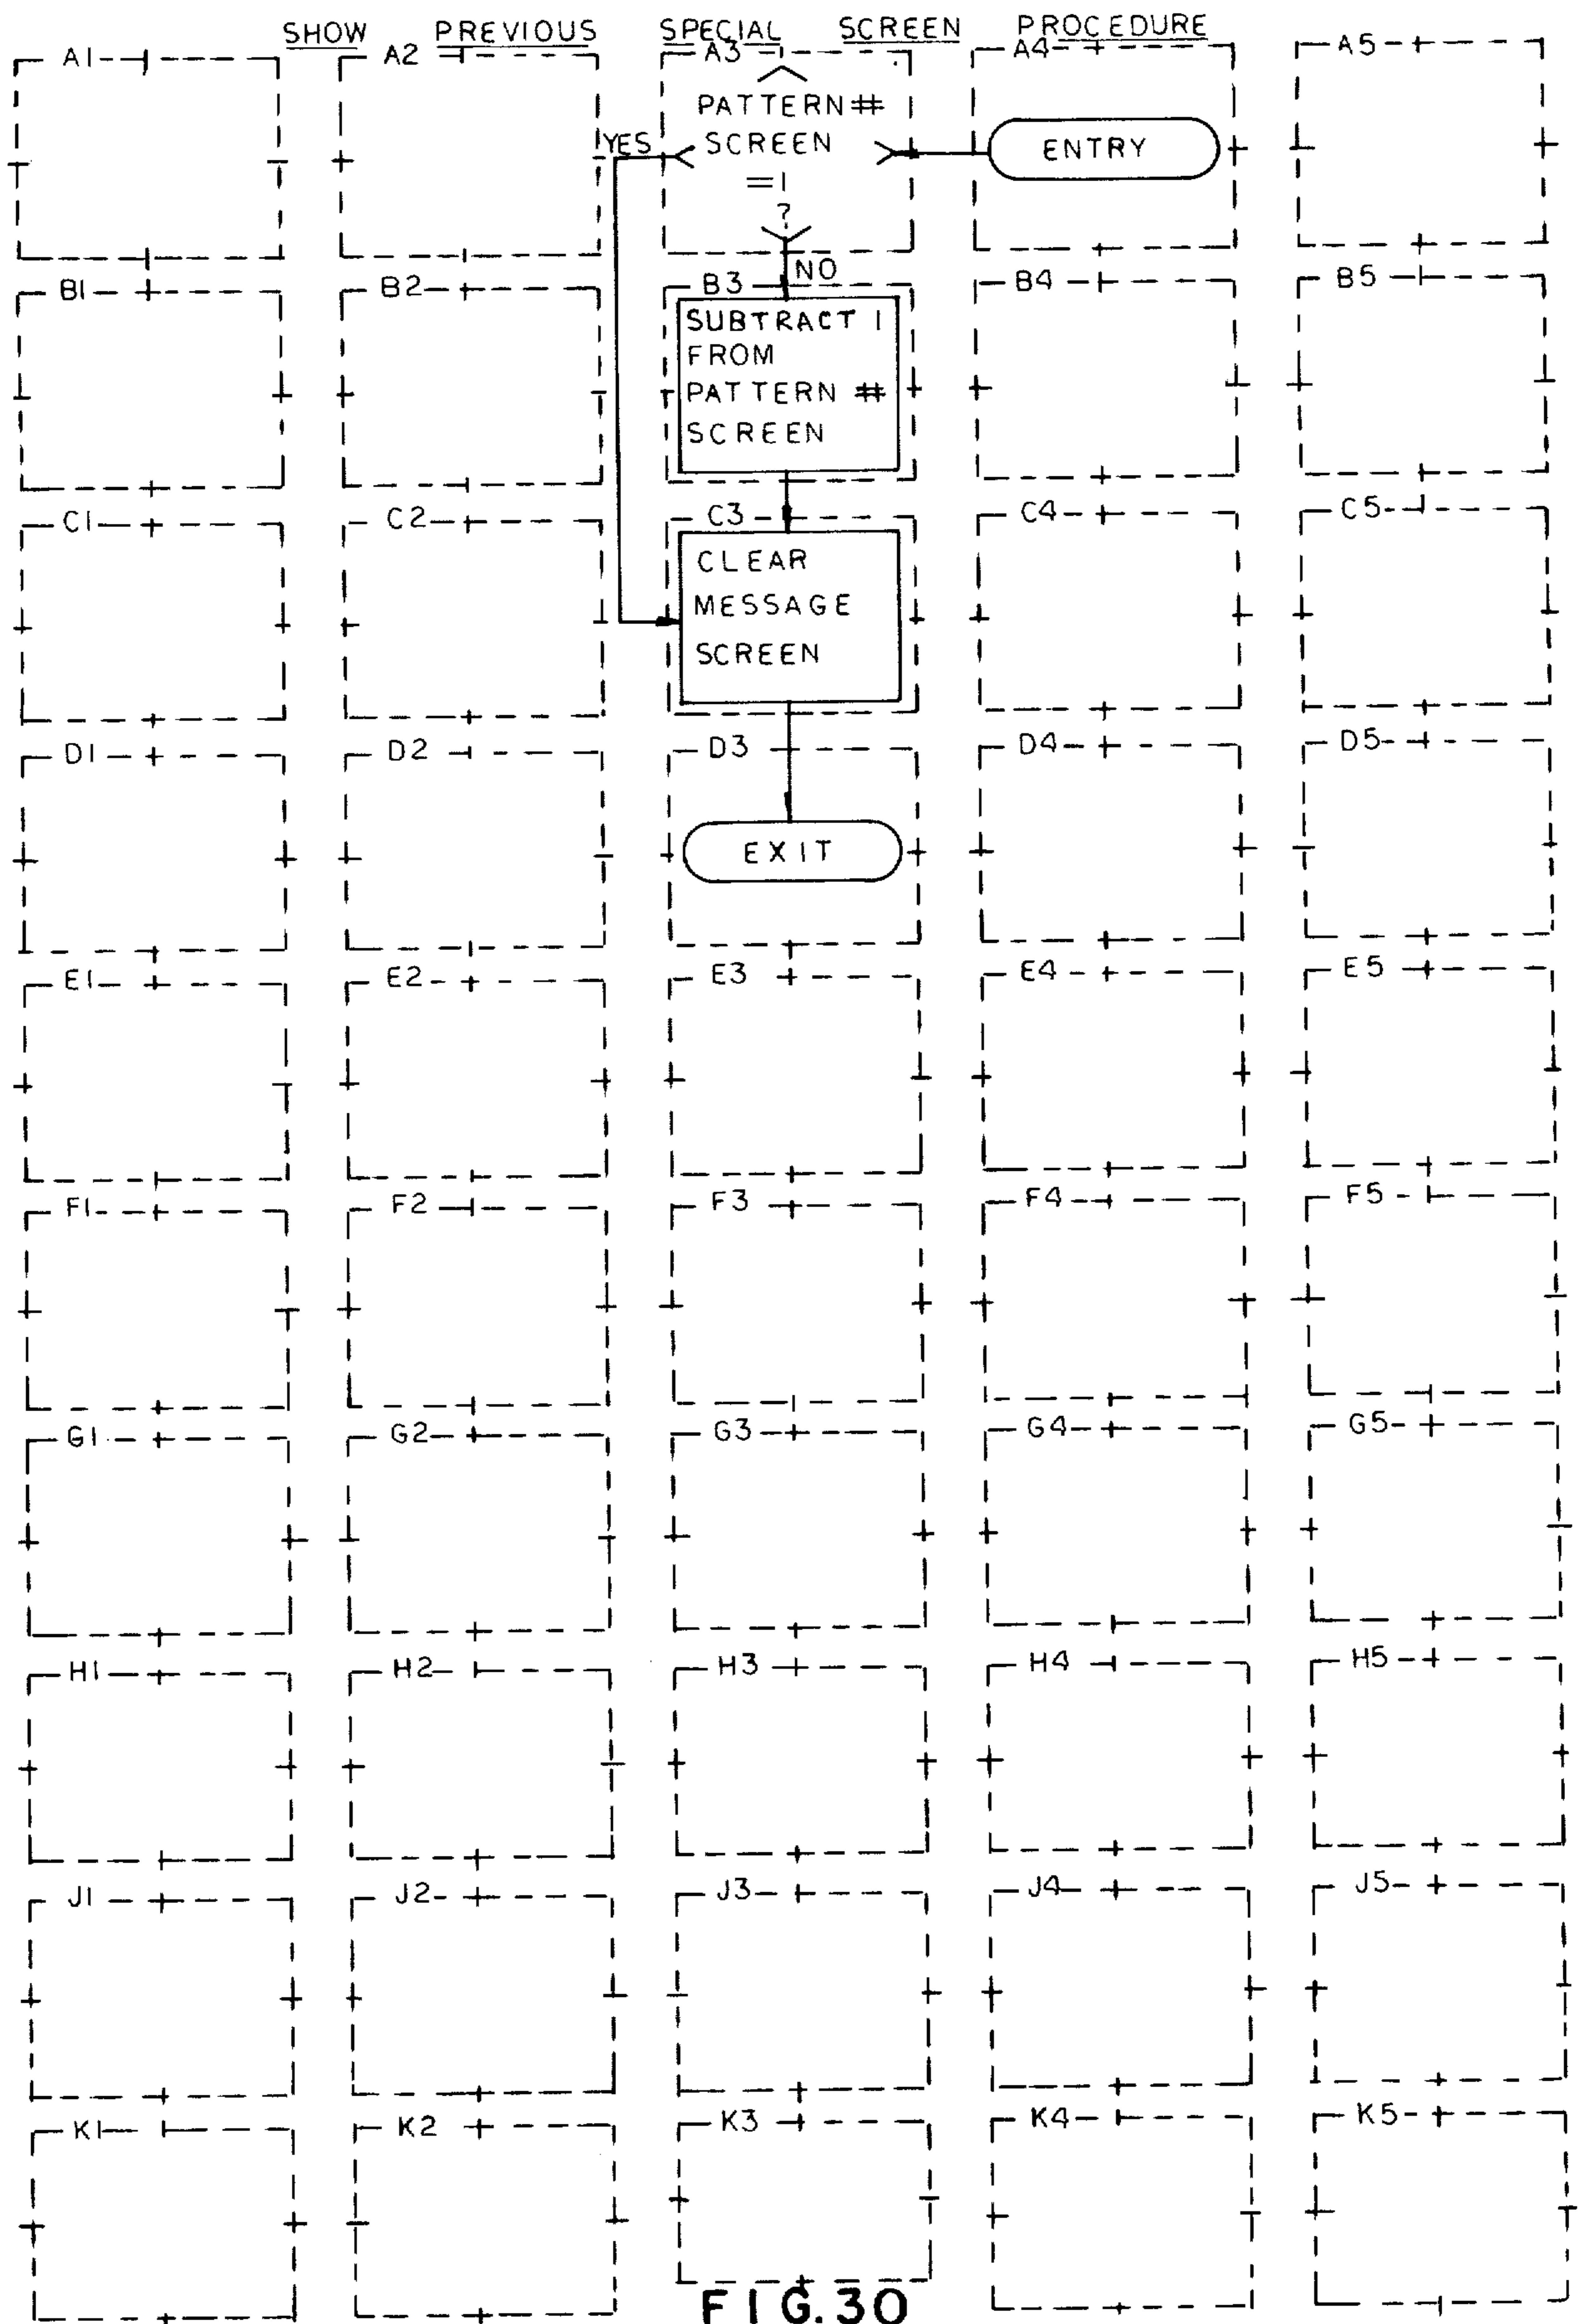 SHOW PREVIOUS SPECIAL SCREEN PROCEDURE
A1 A2 A3 A4 A5
PATTERN #
SCREEN
=1
?
YES
ENTRY
NO
B1 B2 B3 B4 B5
SUBTRACT 1
FROM
PATTERN #
SCREEN
C1 C2 C3 C4 C5
CLEAR
MESSAGE
SCREEN
D1 D2 D3 D4 D5
EXIT
E1 E2 E3 E4 E5
F1 F2 F3 F4 F5
G1 G2 G3 G4 G5
H1 H2 H3 H4 H5
J1 J2 J3 J4 J5
K1 K2 K3 K4 K5
FIG.30